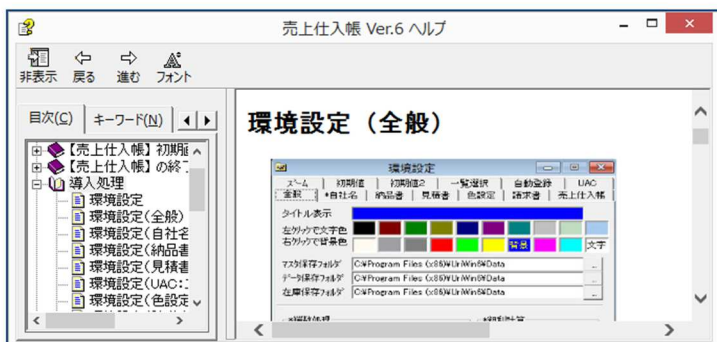 売上仕入帳 Ver.6 ヘルプ
非表示 戻る 進む フォント
目次(C) キーワード(N)
【売上仕入帳】初期
【売上仕入帳】の終了
導入処理
環境設定
環境設定(全般)
環境設定(自社名
環境設定(納品書
環境設定(見積書
環境設定(UAC:
環境設定(色設定
環境設定（全般）
環境設定
ズーム 初期値 初期値2 一覧選択 自動登録 UAC
全般 *自社名 納品書 見積書 色設定 請求書 売上仕入帳
タイトル表示
左クリックで文字色
右クリックで背景色
背景 文字
マスタ保存フォルダ C:¥Program Files (x86)¥UriWin6¥Data ...
データ保存フォルダ C:¥Program Files (x86)¥UriWin6¥Data ...
在庫保存フォルダ C:¥Program Files (x86)¥UriWin6¥Data ...